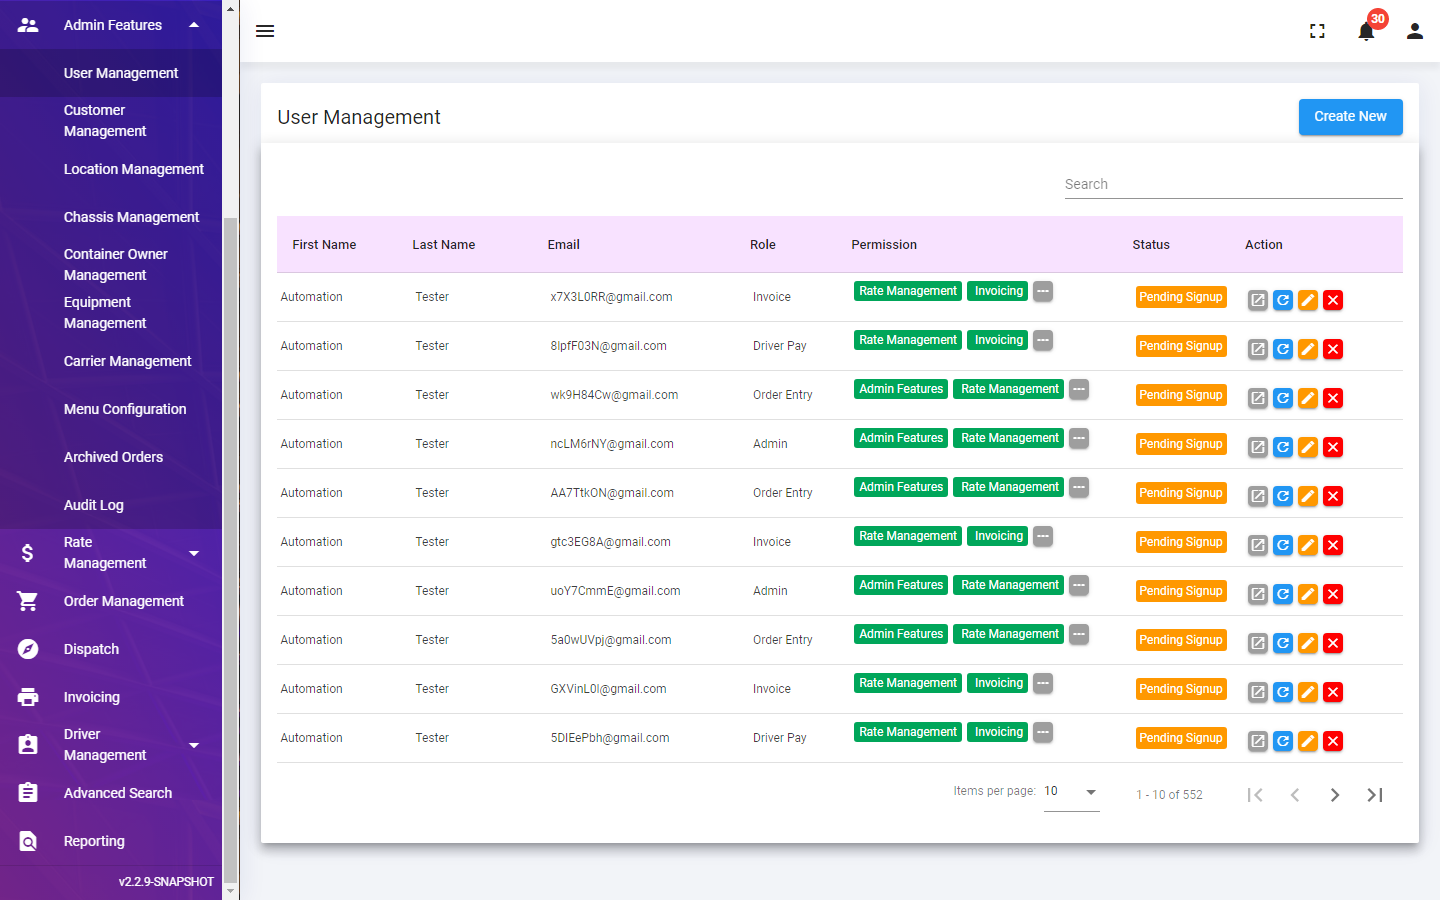 Admin Features
User Management
Customer
Management
Location Management
Chassis Management
Container Owner
Management
Equipment
Management
Carrier Management
Menu Configuration
Archived Orders
Audit Log
Rate
Management
Order Management
Dispatch
Invoicing
Driver
Management
Advanced Search
Reporting
v2.2.9-SNAPSHOT
30
User Management
Create New
Search
First Name Last Name Email Role Permission Status Action
Automation Tester x7X3L0RR@gmail.com Invoice Rate Management Invoicing --- Pending Signup
Automation Tester 8lpfF03N@gmail.com Driver Pay Rate Management Invoicing --- Pending Signup
Automation Tester wk9H84Cw@gmail.com Order Entry Admin Features Rate Management --- Pending Signup
Automation Tester ncLM6rNY@gmail.com Admin Admin Features Rate Management --- Pending Signup
Automation Tester AA7TtkON@gmail.com Order Entry Admin Features Rate Management --- Pending Signup
Automation Tester gtc3EG8A@gmail.com Invoice Rate Management Invoicing --- Pending Signup
Automation Tester uoY7CmmE@gmail.com Admin Admin Features Rate Management --- Pending Signup
Automation Tester 5a0wUVpj@gmail.com Order Entry Admin Features Rate Management --- Pending Signup
Automation Tester GXVinL0l@gmail.com Invoice Rate Management Invoicing --- Pending Signup
Automation Tester 5DIEePbh@gmail.com Driver Pay Rate Management Invoicing --- Pending Signup
Items per page: 10 1 - 10 of 552